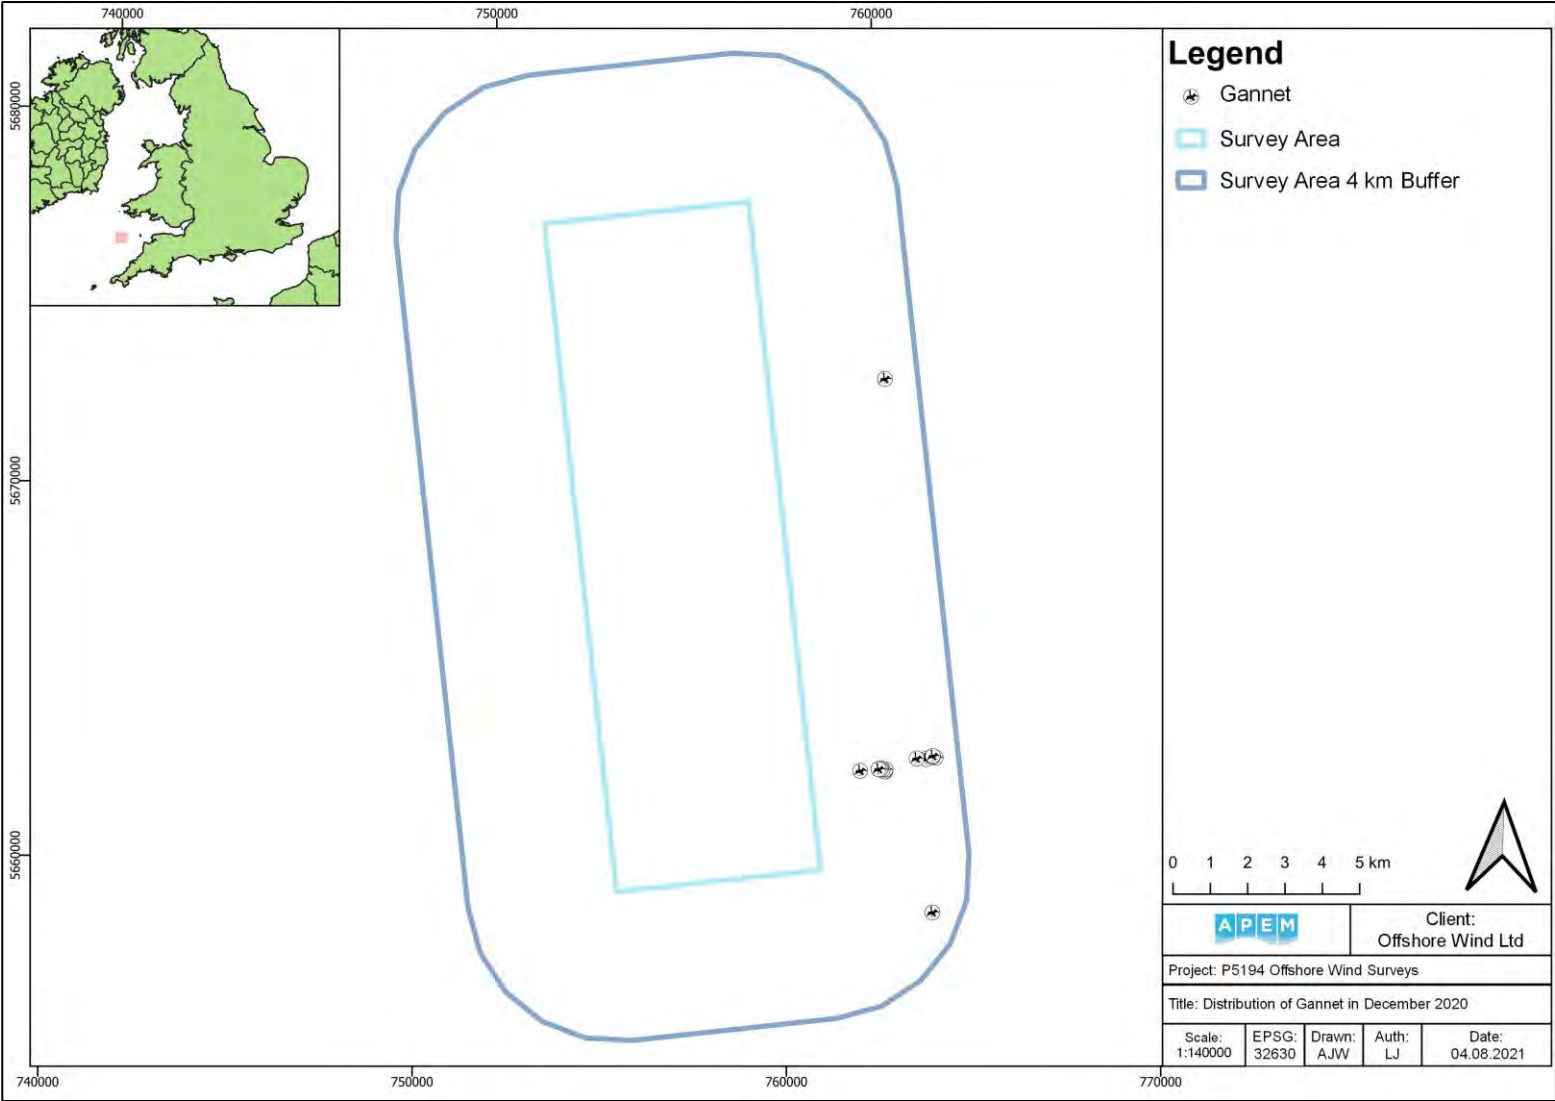 740000 750000 760000
5680000
5670000
5660000
740000 750000 760000 770000
Legend
Gannet
Survey Area
Survey Area 4 km Buffer
0 1 2 3 4 5 km
APEM
Client:
Offshore Wind Ltd
Project: P5194 Offshore Wind Surveys
Title: Distribution of Gannet in December 2020
Scale:
1:140000
EPSG:
32630
Drawn:
AJW
Auth:
LJ
Date:
04.08.2021